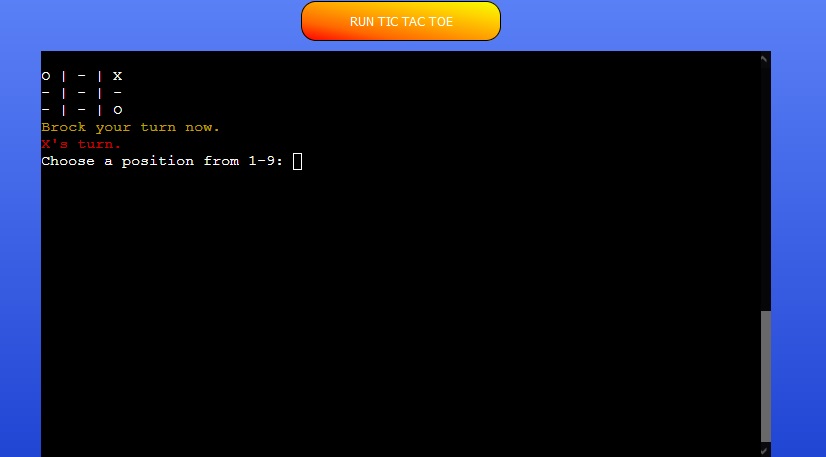 RUN TIC TAC TOE
O | - | X
- | - | -
- | - | O
Brock your turn now.
X's turn.
Choose a position from 1-9: